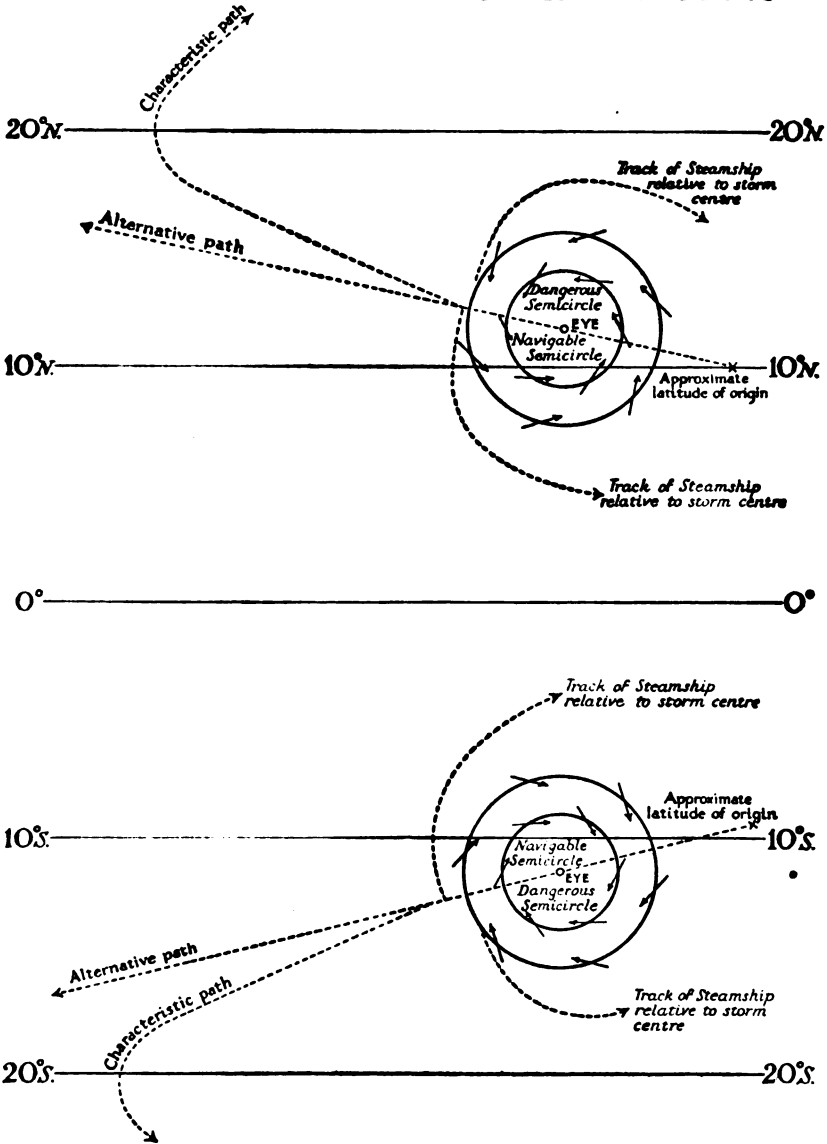 Characteristic path
20°N.
20°N.
Track of Steamship
relative to storm
centre
Alternative path
Dangerous
Semicircle
EYE
Navigable
Semicircle
10°N.
10°N.
Approximate
latitude of origin
Track of Steamship
relative to storm centre
0°
0°
Track of Steamship
relative to storm centre
Approximate
latitude of origin
10°S.
10°S.
Navigable
Semicircle
EYE
Dangerous
Semicircle
Alternative path
Characteristic path
Track of Steamship
relative to storm
centre
20°S.
20°S.